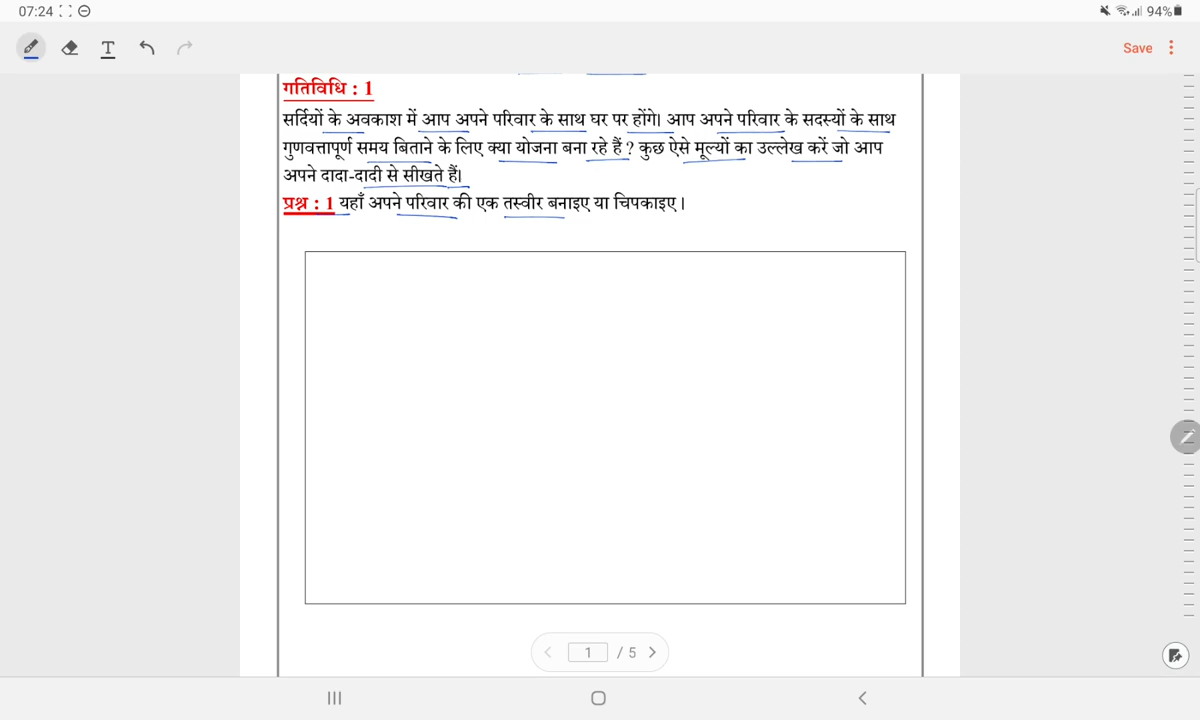 07:24 94%
T Save
गतिविधि : 1
सर्दियों के अवकाश में आप अपने परिवार के साथ घर पर होंगे। आप अपने परिवार के सदस्यों के साथ
गुणवत्तापूर्ण समय बिताने के लिए क्या योजना बना रहे हैं ? कुछ ऐसे मूल्यों का उल्लेख करें जो आप
अपने दादा-दादी से सीखते हैं।
प्रश्न : 1 यहाँ अपने परिवार की एक तस्वीर बनाइए या चिपकाइए ।
1 / 5